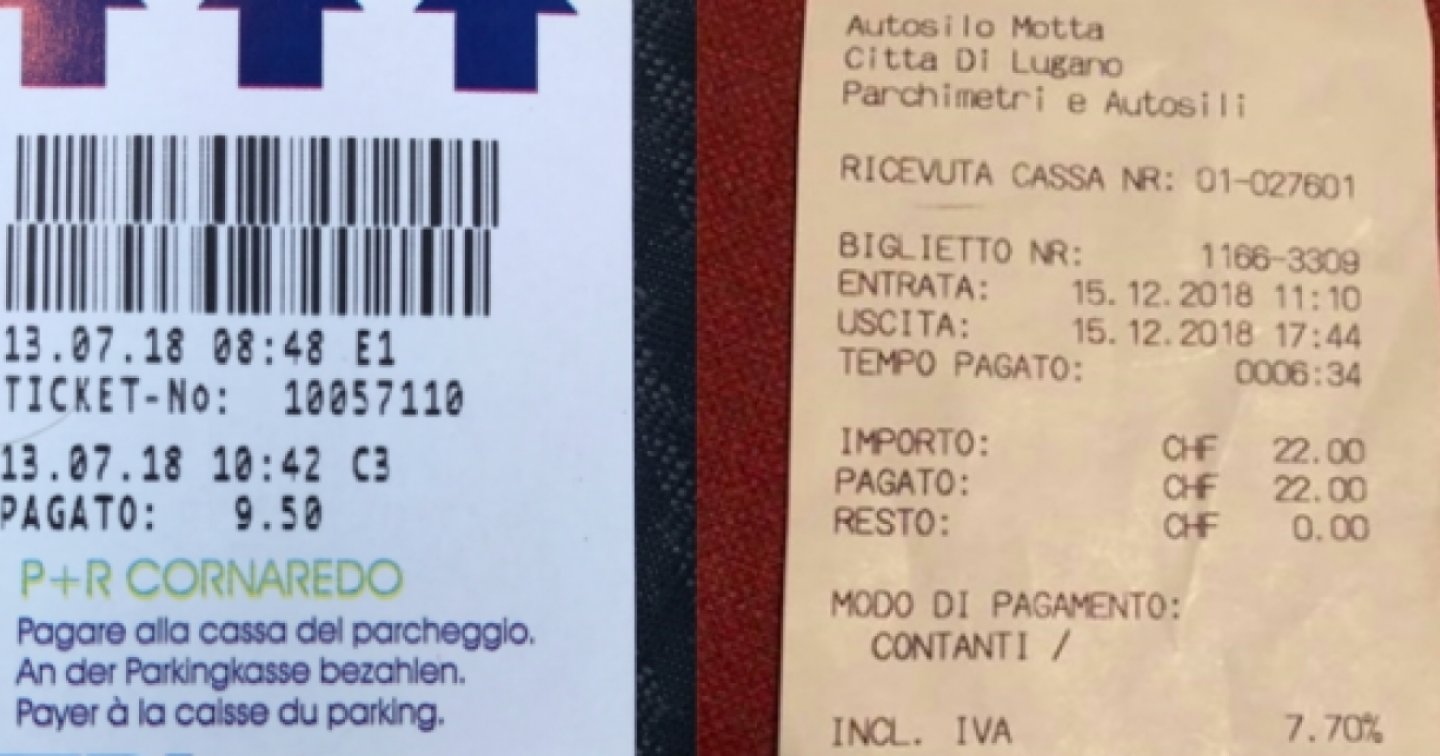 13.07.18 08:48 E1
TICKET-No: 10057110
13.07.18 10:42 C3
PAGATO: 9.50
P+R CORNAREDO
Pagare alla cassa del parcheggio.
An der Parkingkasse bezahlen.
Payer à la caisse du parking.
Autosilo Motta
Citta Di Lugano
Parchimetri e Autosili
RICEVUTA CASSA NR: 01-027601
BIGLIETTO NR: 1166-3309
ENTRATA: 15.12.2018 11:10
USCITA: 15.12.2018 17:44
TEMPO PAGATO: 0006:34
IMPORTO: CHF 22.00
PAGATO: CHF 22.00
RESTO: CHF 0.00
MODO DI PAGAMENTO:
CONTANTI /
INCL. IVA 7.70%